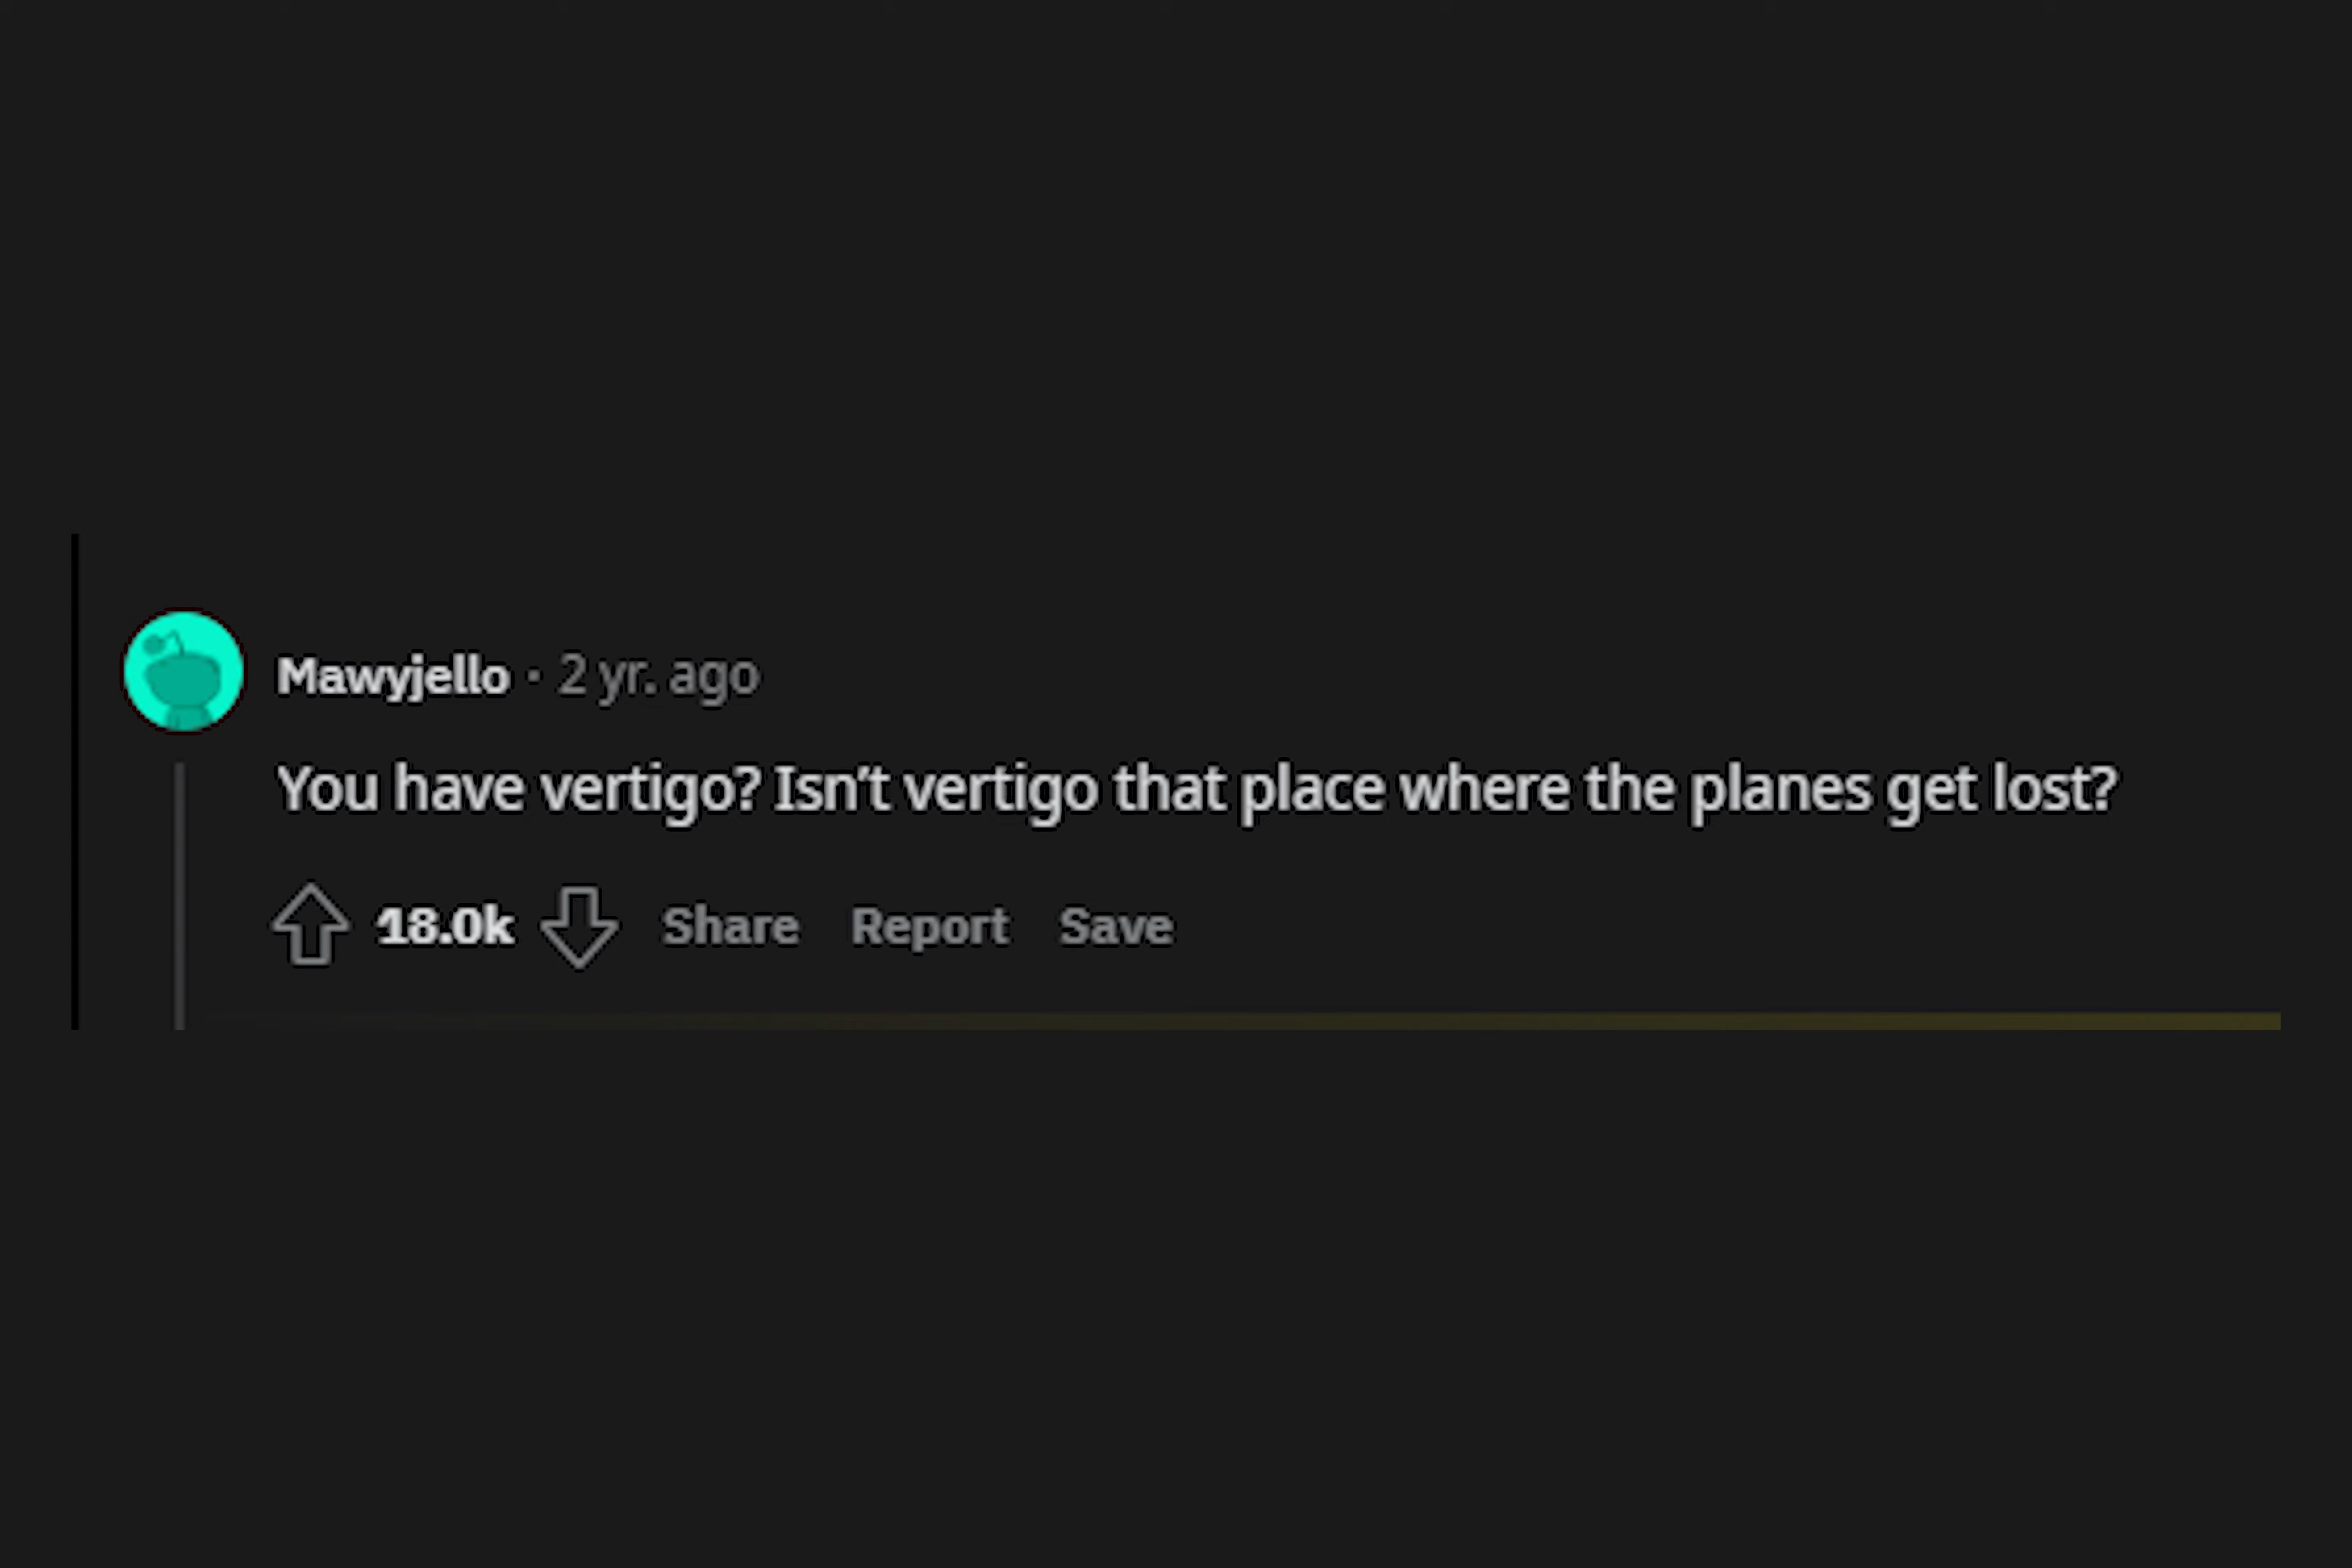 Mawyjello · 2 yr. ago
You have vertigo? Isn't vertigo that place where the planes get lost?
18.0k Share Report Save